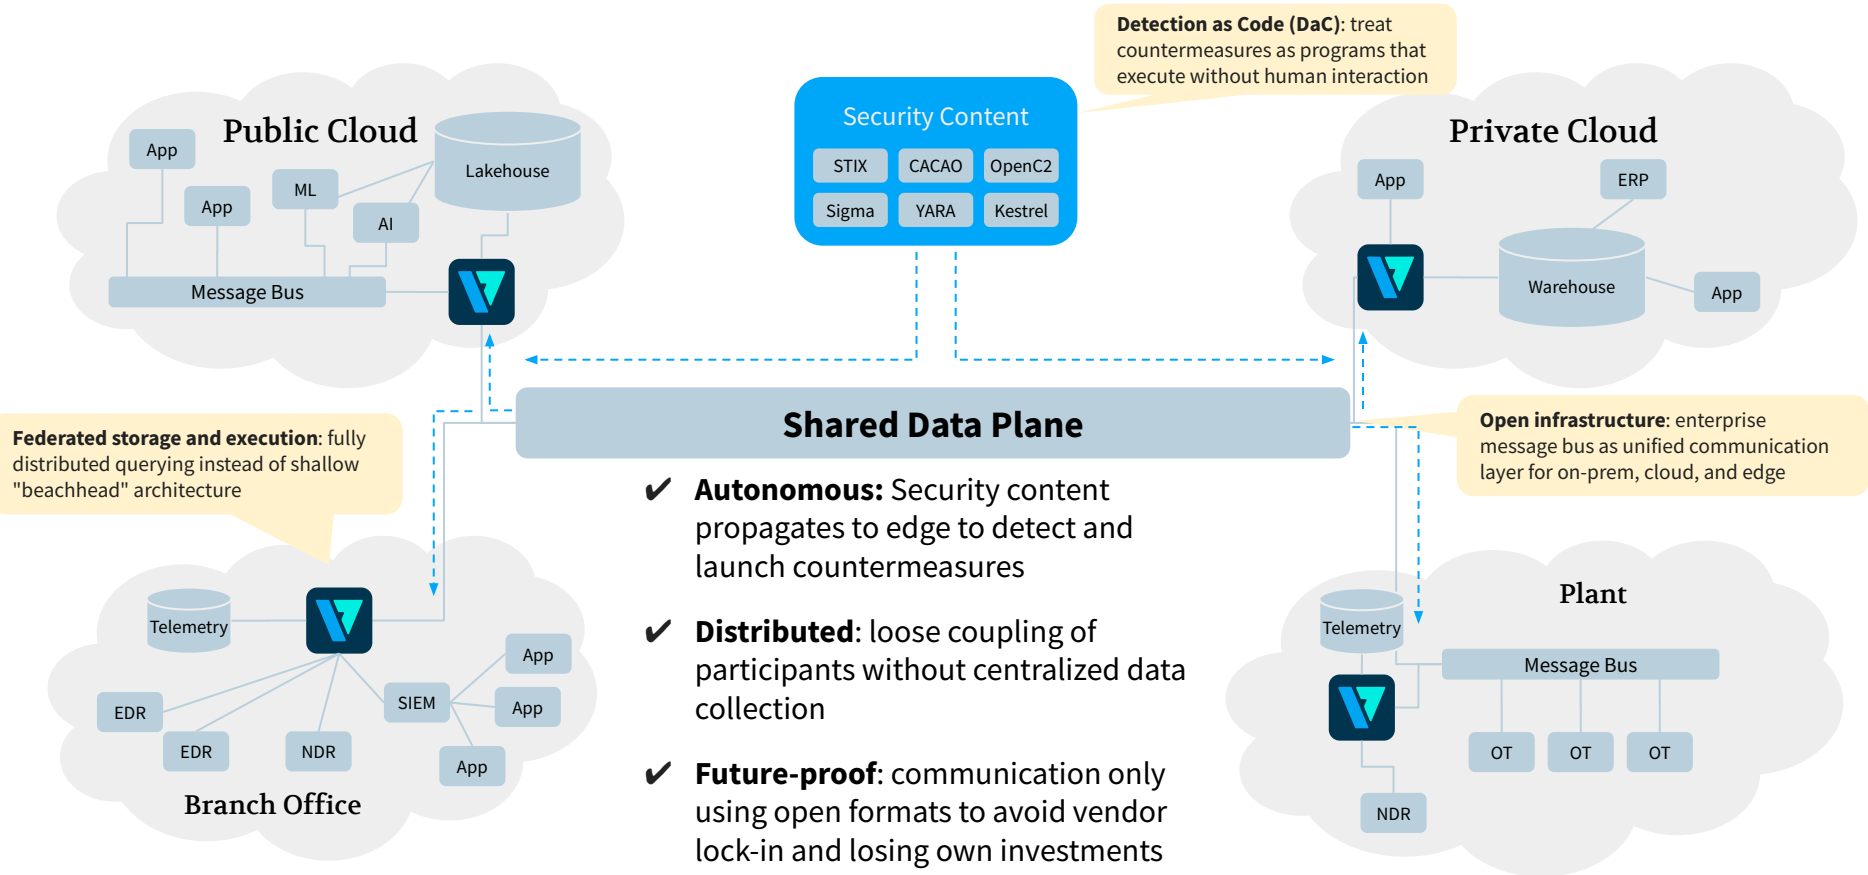 Detection as Code (DaC): treat
countermeasures as programs that
execute without human interaction
Public Cloud
App
App
ML
AI
Lakehouse
Message Bus
Security Content
STIX
CACAO
OpenC2
Sigma
YARA
Kestrel
Private Cloud
App
ERP
Warehouse
App
Shared Data Plane
Federated storage and execution: fully
distributed querying instead of shallow
"beachhead" architecture
Open infrastructure: enterprise
message bus as unified communication
layer for on-prem, cloud, and edge
✔ Autonomous: Security content
propagates to edge to detect and
launch countermeasures
✔ Distributed: loose coupling of
participants without centralized data
collection
✔ Future-proof: communication only
using open formats to avoid vendor
lock-in and losing own investments
Telemetry
EDR
EDR
NDR
SIEM
App
App
App
Branch Office
Plant
Telemetry
Message Bus
OT
OT
OT
NDR